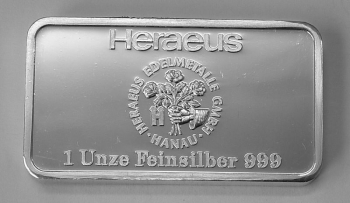 Heraeus
HERAEUS EDELMETALLE GMBH
H
·HANAU·
1 Unze Feinsilber 999